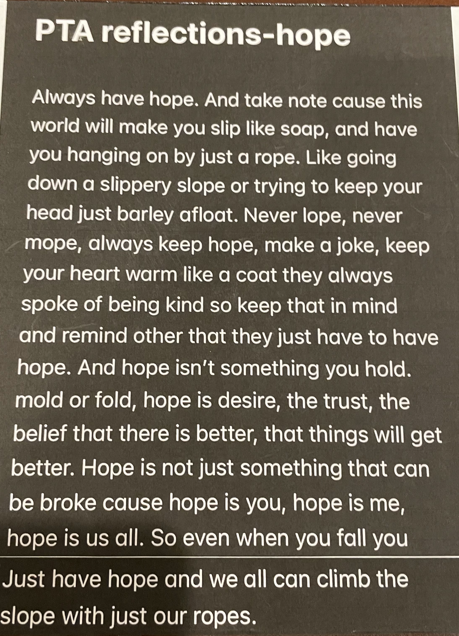 PTA reflections-hope
Always have hope. And take note cause this
world will make you slip like soap, and have
you hanging on by just a rope. Like going
down a slippery slope or trying to keep your
head just barley afloat. Never lope, never
mope, always keep hope, make a joke, keep
your heart warm like a coat they always
spoke of being kind so keep that in mind
and remind other that they just have to have
hope. And hope isn't something you hold.
mold or fold, hope is desire, the trust, the
belief that there is better, that things will get
better. Hope is not just something that can
be broke cause hope is you, hope is me,
hope is us all. So even when you fall you
Just have hope and we all can climb the
slope with just our ropes.